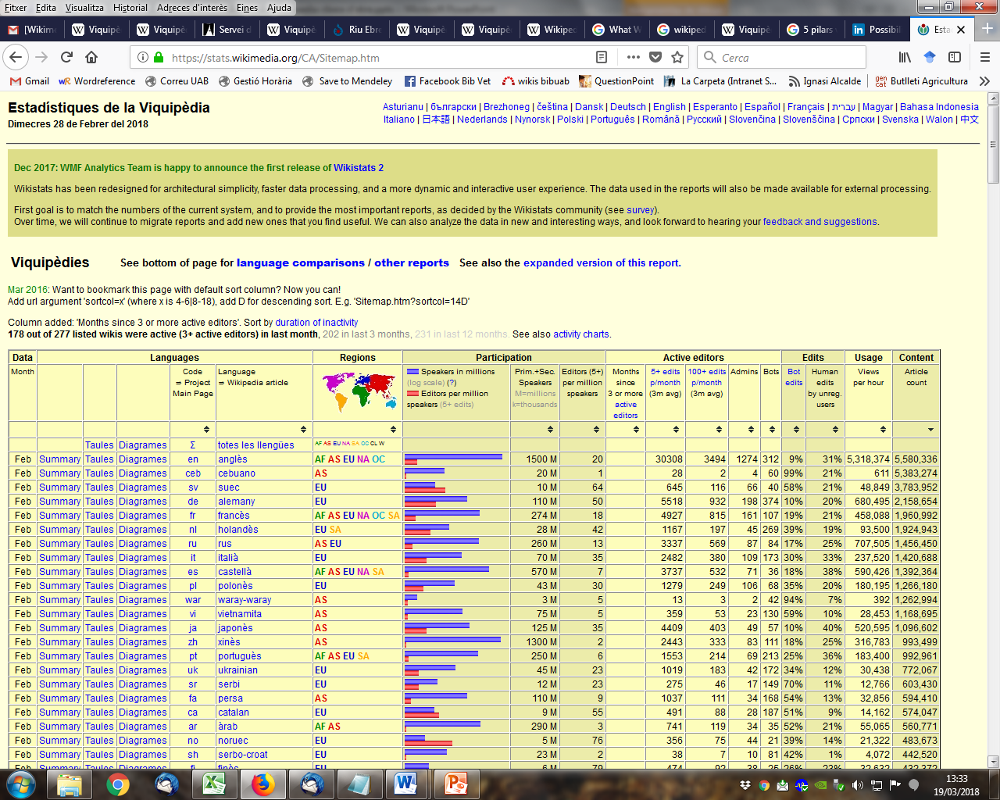 Fitxer Edita Visualitza Historial Adreces d'interès Eines Ajuda
[Wikim Viquipè Viquipè Servei d Viquipè Riu Ebre Viquipè Viquipè Wikiped What W wikiped Viquipè 5 pilars Possibil Esta
https://stats.wikimedia.org/CA/Sitemap.htm Cerca
Gmail Wordreference Correu UAB Gestió Horària Save to Mendeley Facebook Bib Vet wikis bibuab QuestionPoint La Carpeta (Intranet S... Ignasi Alcalde Butlletí Agricultura
Estadístiques de la Viquipèdia
Dimecres 28 de Febrer del 2018
Asturianu | български | Brezhoneg | čeština | Dansk | Deutsch | English | Esperanto | Español | Français | עברית | Magyar | Bahasa Indonesia
Italiano | 日本語 | Nederlands | Nynorsk | Polski | Português | Română | Русский | Slovenčina | Slovenščina | Српски | Svenska | Walon | 中文
Dec 2017: WMF Analytics Team is happy to announce the first release of Wikistats 2
Wikistats has been redesigned for architectural simplicity, faster data processing, and a more dynamic and interactive user experience. The data used in the reports will also be made available for external processing.
First goal is to match the numbers of the current system, and to provide the most important reports, as decided by the Wikistats community (see survey).
Over time, we will continue to migrate reports and add new ones that you find useful. We can also analyze the data in new and interesting ways, and look forward to hearing your feedback and suggestions.
Viquipèdies See bottom of page for language comparisons / other reports See also the expanded version of this report.
Mar 2016: Want to bookmark this page with default sort column? Now you can!
Add url argument 'sortcol=x' (where x is 4-6|8-18), add D for descending sort. E.g. 'Sitemap.htm?sortcol=14D'
Column added: 'Months since 3 or more active editors'. Sort by duration of inactivity
178 out of 277 listed wikis were active (3+ active editors) in last month, 202 in last 3 months, 231 in last 12 months. See also activity charts.
Data Languages Regions Participation Active editors Edits Usage Content
Month Code Language Speakers in millions Prim.+Sec. Editors (5+) Months 5+ edits 100+ edits Admins Bots Bot Human Views Article
⇒ Project ⇒ Wikipedia article (log scale) (?) Speakers per million since p/month p/month edits edits per hour count
Main Page Editors per million M=millions speakers 3 or more (3m avg) (3m avg) by unreg.
speakers (5+ edits) k=thousands active users
editors
Taules Diagrames Σ totes les llengües AF AS EU NA SA OC CL W
Feb Summary Taules Diagrames en anglès AF AS EU NA OC 1500 M 20 30308 3494 1274 312 9% 31% 5,318,374 5,580,336
Feb Summary Taules Diagrames ceb cebuano AS 20 M 1 28 2 4 60 99% 21% 611 5,383,274
Feb Summary Taules Diagrames sv suec EU 10 M 64 645 116 66 40 58% 21% 48,849 3,783,952
Feb Summary Taules Diagrames de alemany EU 110 M 50 5518 932 198 374 10% 20% 680,495 2,158,654
Feb Summary Taules Diagrames fr francès AF AS EU NA OC SA 274 M 18 4927 815 161 107 19% 21% 458,088 1,960,992
Feb Summary Taules Diagrames nl holandès EU SA 28 M 42 1167 197 45 269 39% 19% 93,500 1,924,943
Feb Summary Taules Diagrames ru rus AS EU 260 M 13 3337 569 87 84 17% 25% 707,505 1,456,450
Feb Summary Taules Diagrames it italià EU 70 M 35 2482 380 109 173 30% 33% 237,520 1,420,688
Feb Summary Taules Diagrames es castellà AF AS EU NA SA 570 M 7 3737 532 71 36 18% 38% 590,426 1,392,364
Feb Summary Taules Diagrames pl polonès EU 43 M 30 1279 249 106 68 35% 20% 180,195 1,266,180
Feb Summary Taules Diagrames war waray-waray AS 3 M 5 13 3 2 42 94% 7% 392 1,262,994
Feb Summary Taules Diagrames vi vietnamita AS 75 M 5 359 53 23 130 59% 10% 28,453 1,168,695
Feb Summary Taules Diagrames ja japonès AS 125 M 35 4409 403 49 57 10% 40% 520,595 1,096,602
Feb Summary Taules Diagrames zh xinès AS 1300 M 2 2443 333 83 111 18% 25% 316,783 993,499
Feb Summary Taules Diagrames pt portuguès AF AS EU SA 250 M 6 1553 214 69 213 25% 36% 183,400 992,961
Feb Summary Taules Diagrames uk ukrainian EU 45 M 23 1019 183 42 172 34% 12% 30,438 772,067
Feb Summary Taules Diagrames sr serbi EU 12 M 23 275 46 17 149 70% 11% 12,766 603,430
Feb Summary Taules Diagrames fa persa AS 110 M 9 1037 111 34 168 54% 13% 32,856 594,410
Feb Summary Taules Diagrames ca catalan EU 9 M 55 491 88 28 187 51% 9% 14,162 574,047
Feb Summary Taules Diagrames ar àrab AF AS 290 M 3 741 119 34 35 52% 21% 55,065 560,771
Feb Summary Taules Diagrames no noruec EU 5 M 76 356 75 44 21 39% 14% 21,322 483,673
Feb Summary Taules Diagrames sh serbo-croat EU 23 M 2 38 7 10 81 42% 1% 4,072 442,520
13:33
19/03/2018